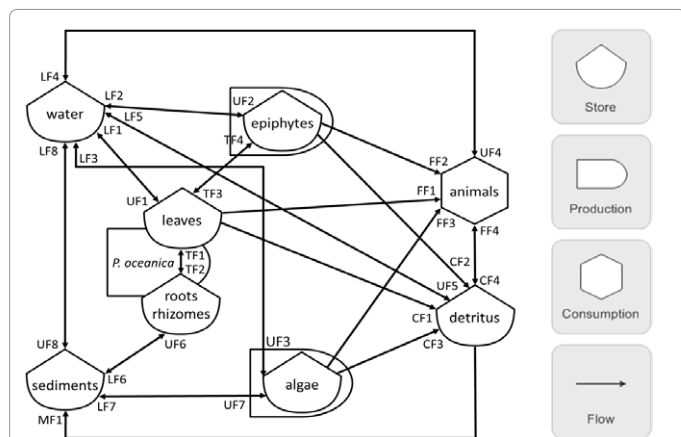 LF4
water
LF2
LF5
LF1
LF8
LF3
UF2
epiphytes
TF4
FF2
UF4
FF1
animals
FF3
FF4
UF1
TF3
leaves
P. oceanica
TF1
TF2
roots
rhizomes
CF2
UF5
CF4
CF1
detritus
CF3
UF8
UF6
UF3
sediments
LF6
algae
MF1
LF7
UF7
Store
Production
Consumption
Flow